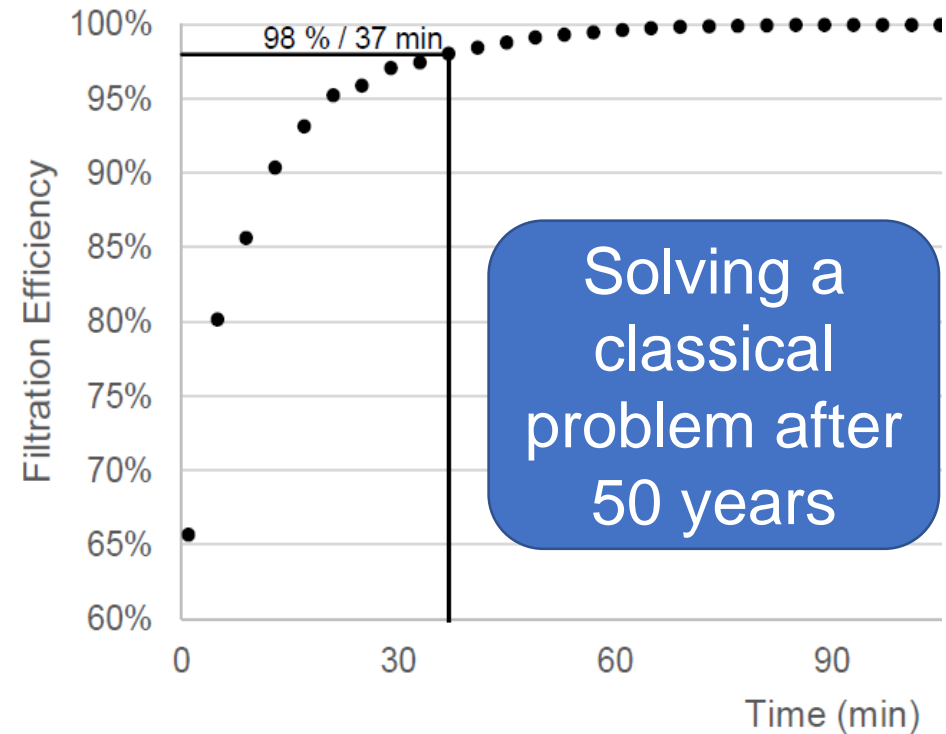 100%
98 % / 37 min
95%
90%
85%
80%
75%
70%
65%
60%
Filtration Efficiency
Solving a
classical
problem after
50 years
0 30 60 90
Time (min)